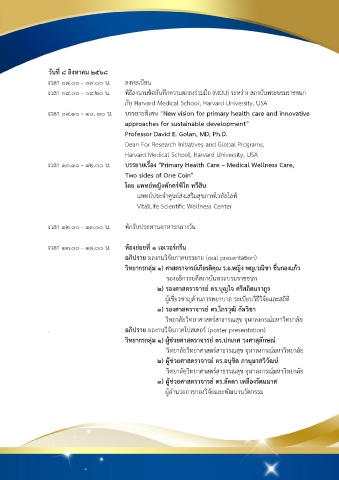 วันที่ ๘ สิงหาคม ๒๕๖๘
เวลา ๐๘.๐๐ - ๐๙.๐๐ น. ลงทะเบียน
เวลา ๐๙.๐๐ - ๐๙.๒๐ น. พิธีลงนามข้อบันทึกความตกลงร่วมมือ (MOU) ระหว่าง สถาบันพระบรมราชชนก
กับ Harvard Medical School, Harvard University, USA
เวลา ๐๙.๒๐ - ๑๐.๓๐ น. บรรยายพิเศษ "New vision for primary health care and innovative
approaches for sustainable development"
Professor David E. Golan, MD, Ph.D.
Dean For Research Initiatives and Global Programs,
Harvard Medical School, Harvard University, USA
เวลา ๑๐.๓๐ - ๑๒.๐๐ น. บรรยายเรื่อง "Primary Health Care – Medical Wellness Care,
Two sides of One Coin"
โดย แพทย์หญิงพักตร์พิไล ทวีสิน
แพทย์ประจำศูนย์ส่งเสริมสุขภาพไวทัลไลฟ์
VitalLife Scientific Wellness Center
เวลา ๑๒.๐๐ - ๑๓.๐๐ น. พักรับประทานอาหารกลางวัน
เวลา ๑๓.๐๐ - ๑๖.๐๐ น. ห้องย่อยที่ ๑ เอเวอร์กรีน
อภิปราย ผลงานวิจัยภาคบรรยาย (oral presentation)
วิทยากรกลุ่ม ๑) ศาสตราจารย์เกียรติคุณ ร.อ.หญิง พญ.วณิชา ชื่นกองแก้ว
รองอธิการบดีสถาบันพระบรมราชชนก
๒) รองศาสตราจารย์ ดร.บุญใจ ศรีสถิตนรากูร
ผู้เชี่ยวชาญด้านการพยาบาล ระเบียบวิธีวิจัยและสถิติ
๓) รองศาสตราจารย์ ดร.ไกรวุฒิ กัลวิชา
วิทยาลัยวิทยาศาสตร์สาธารณสุข จุฬาลงกรณ์มหาวิทยาลัย
อภิปราย ผลงานวิจัยภาคโปสเตอร์ (poster presentation)
วิทยากรกลุ่ม ๑) ผู้ช่วยศาสตราจารย์ ดร.ปกเกศ วงศาสุลักษณ์
วิทยาลัยวิทยาศาสตร์สาธารณสุข จุฬาลงกรณ์มหาวิทยาลัย
๒) ผู้ช่วยศาสตราจารย์ ดร.อนุชิต ภาณุมาศวิวัฒน์
วิทยาลัยวิทยาศาสตร์สาธารณสุข จุฬาลงกรณ์มหาวิทยาลัย
๓) ผู้ช่วยศาสตราจารย์ ดร.ลัดดา เหลืองรัตนมาศ
ผู้อำนวยการกองวิจัยและพัฒนานวัตกรรม